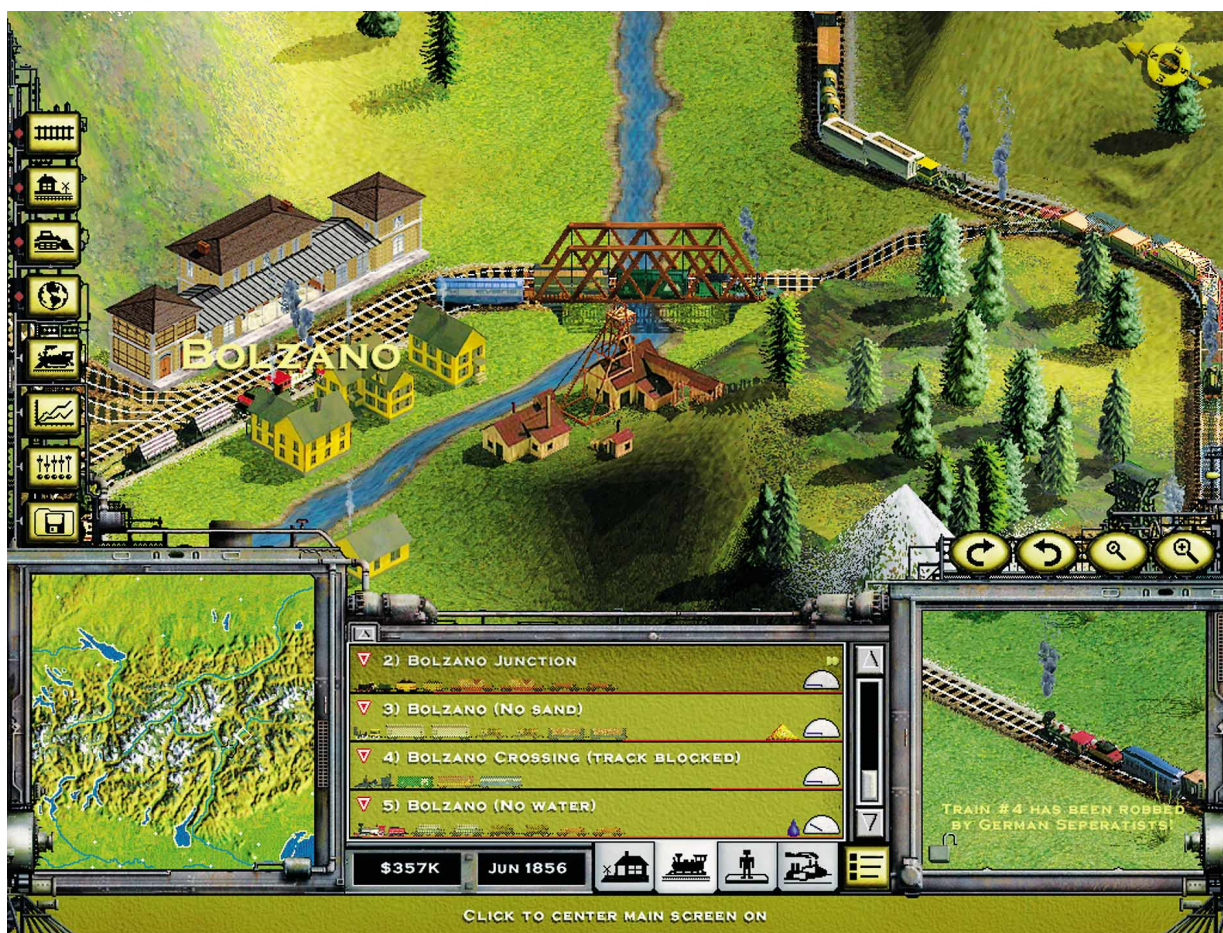 Bolzano
2) Bolzano Junction
3) Bolzano (No sand)
4) Bolzano Crossing (track blocked)
5) Bolzano (No water)
Train #4 has been robbed
by German Seperatists!
$357K
Jun 1856
Click to center main screen on